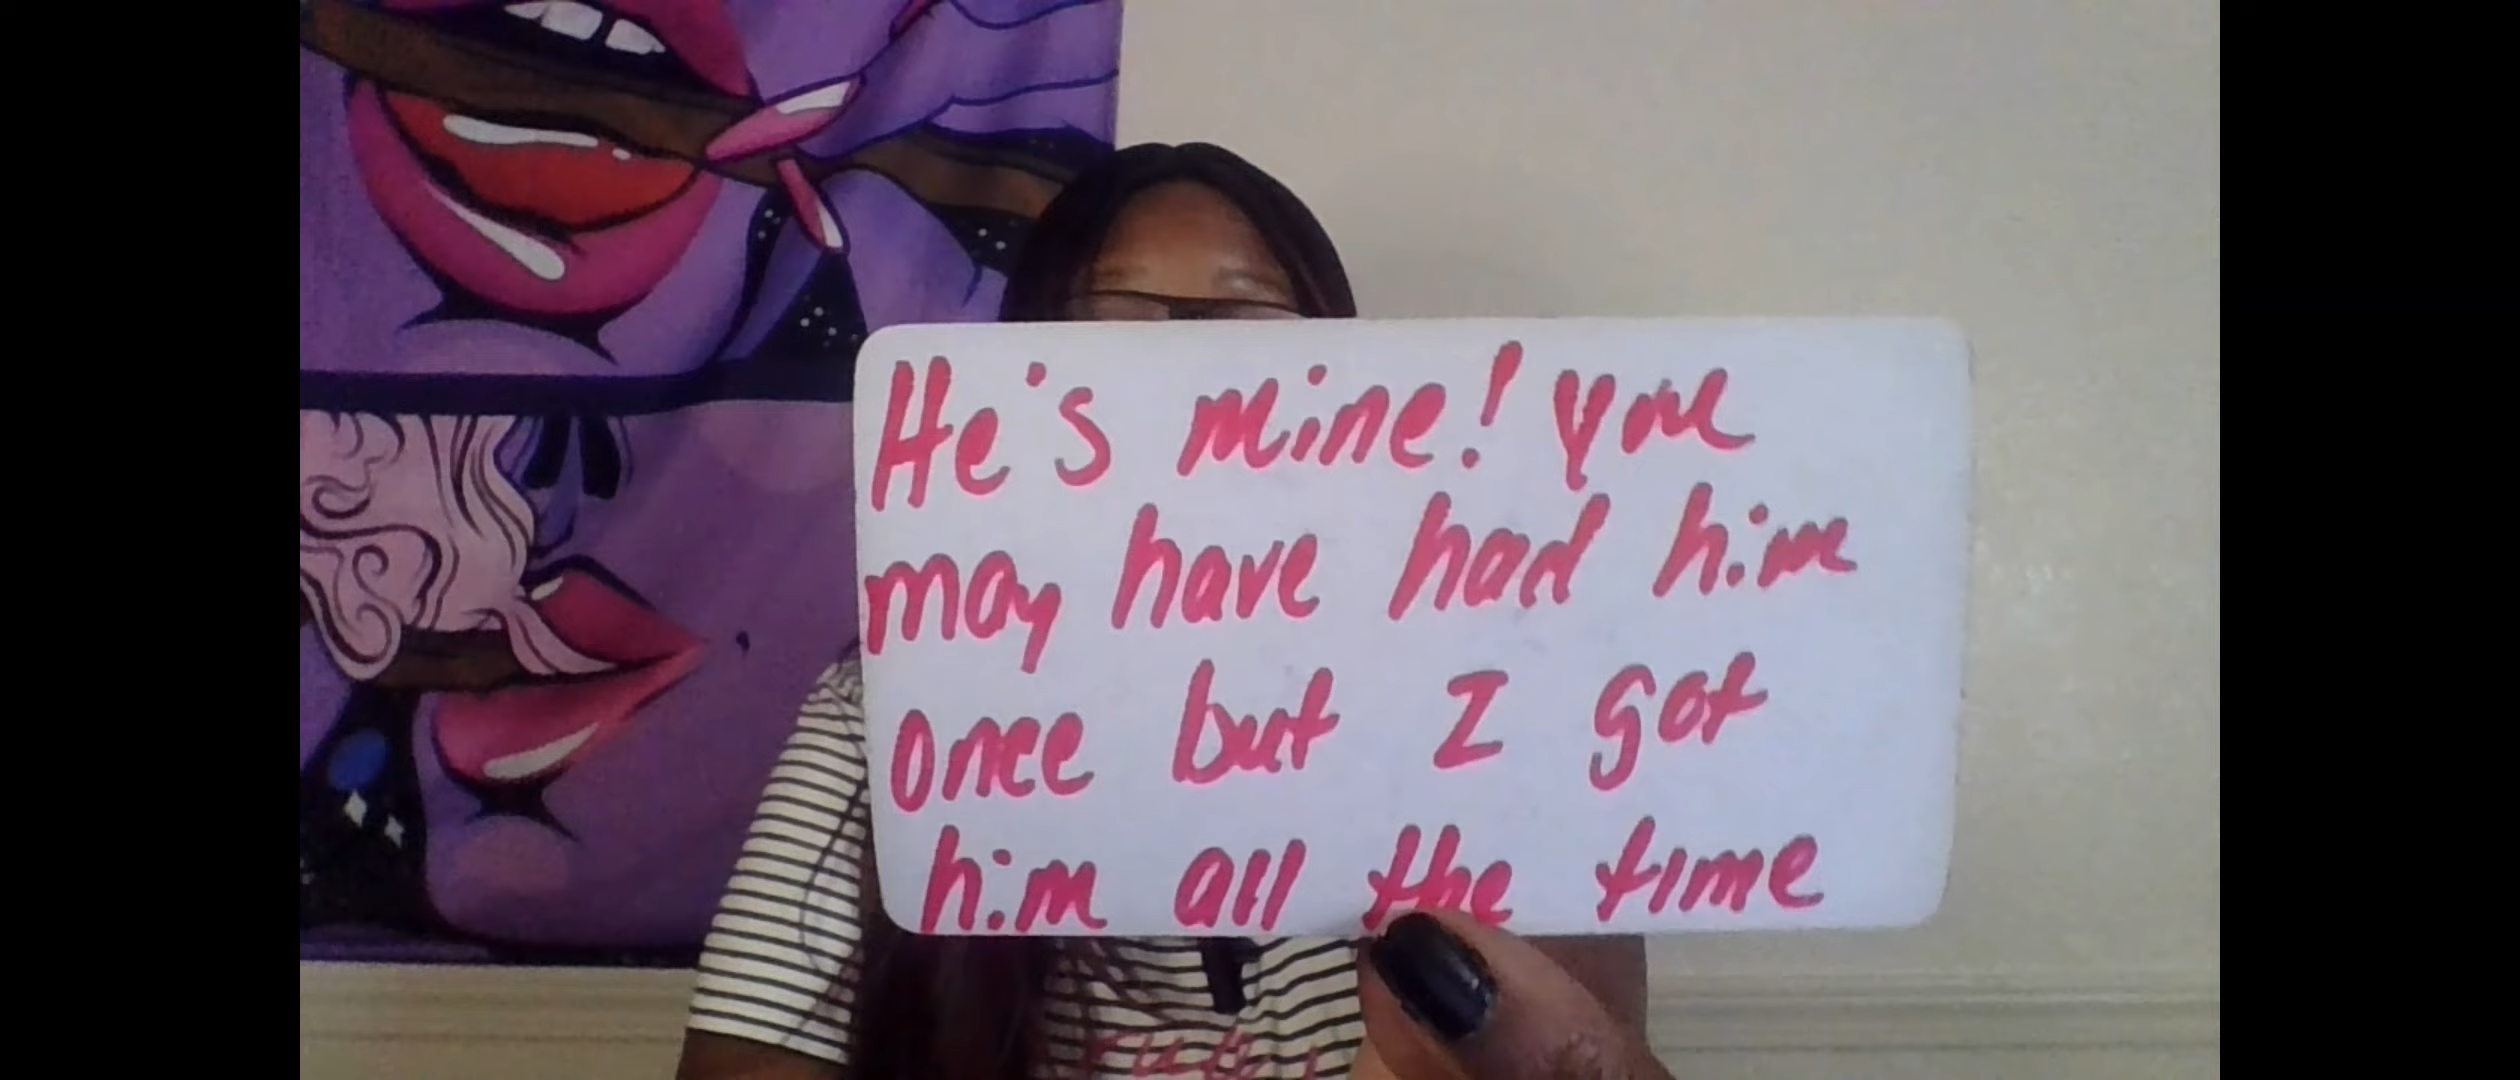 He's mine! you
may have had him
once but I got
him all the time